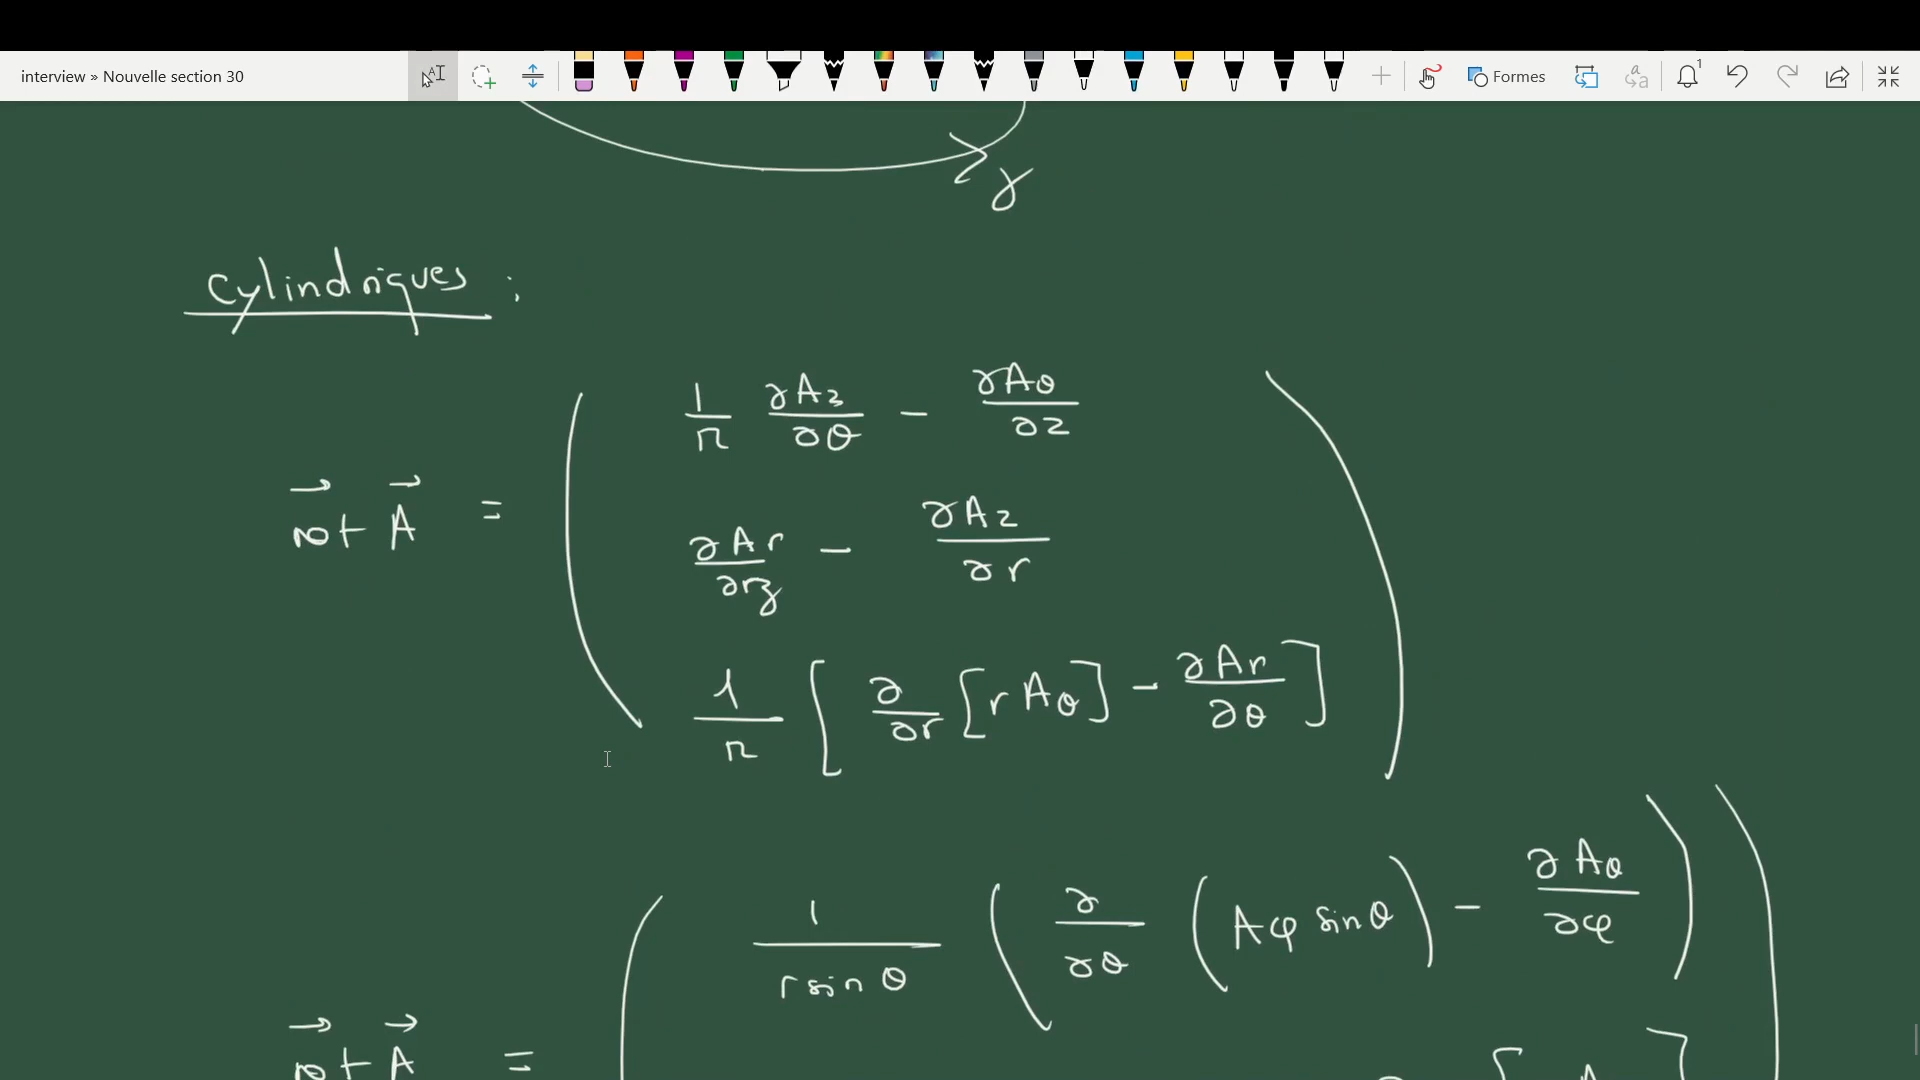 interview » Nouvelle section 30
Formes
1
y
Cylindriques :
1/r ∂Az/∂θ − ∂Aθ/∂z
rot A = ∂Ar/∂z − ∂Az/∂r
1/r [ ∂/∂r [r Aθ] − ∂Ar/∂θ ]
1/(r sin θ) ( ∂/∂θ (Aφ sin θ) − ∂Aθ/∂φ )
rot A =